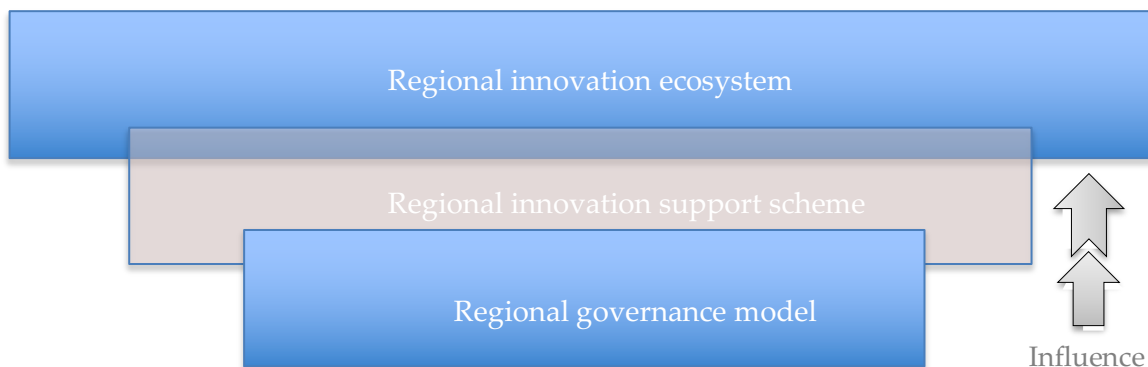 Regional innovation ecosystem
Regional innovation support scheme
Regional governance model
Influence